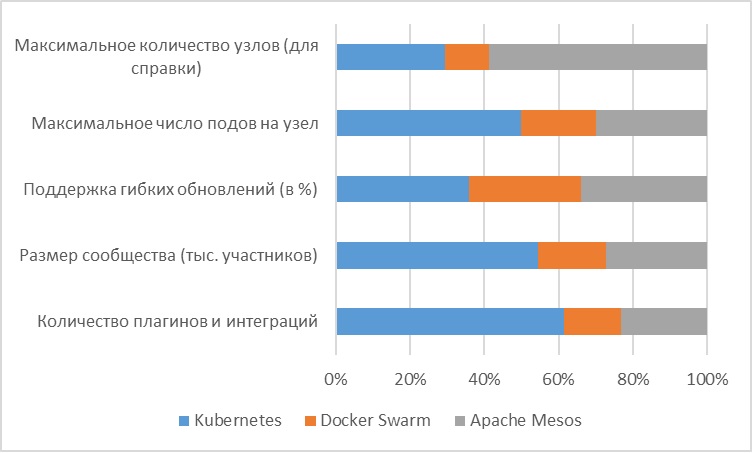 Максимальное количество узлов (для
справки)
Максимальное число подов на узел
Поддержка гибких обновлений (в %)
Размер сообщества (тыс. участников)
Количество плагинов и интеграций
0% 20% 40% 60% 80% 100%
Kubernetes Docker Swarm Apache Mesos